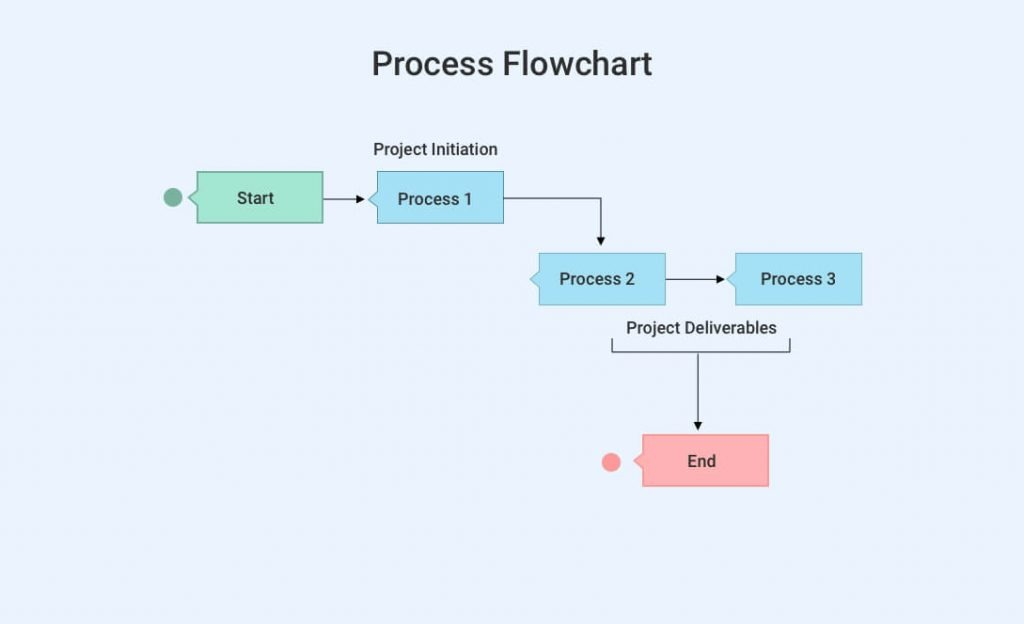 Process Flowchart
Project Initiation
Start
Process 1
Process 2
Process 3
Project Deliverables
End